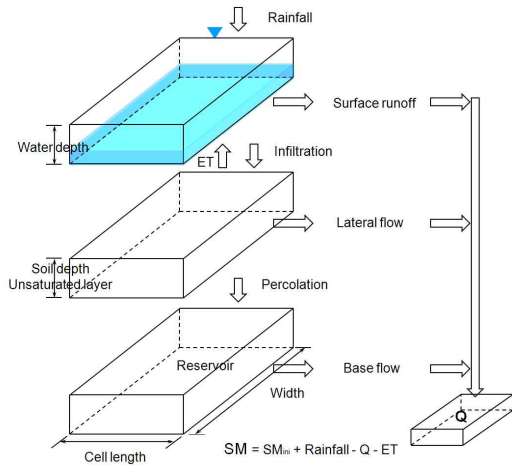 Rainfall
Surface runoff
Water depth
ET
Infiltration
Lateral flow
Soil depth
Unsaturated layer
Percolation
Reservoir
Base flow
Width
Q
Cell length
SM = SMini + Rainfall - Q - ET